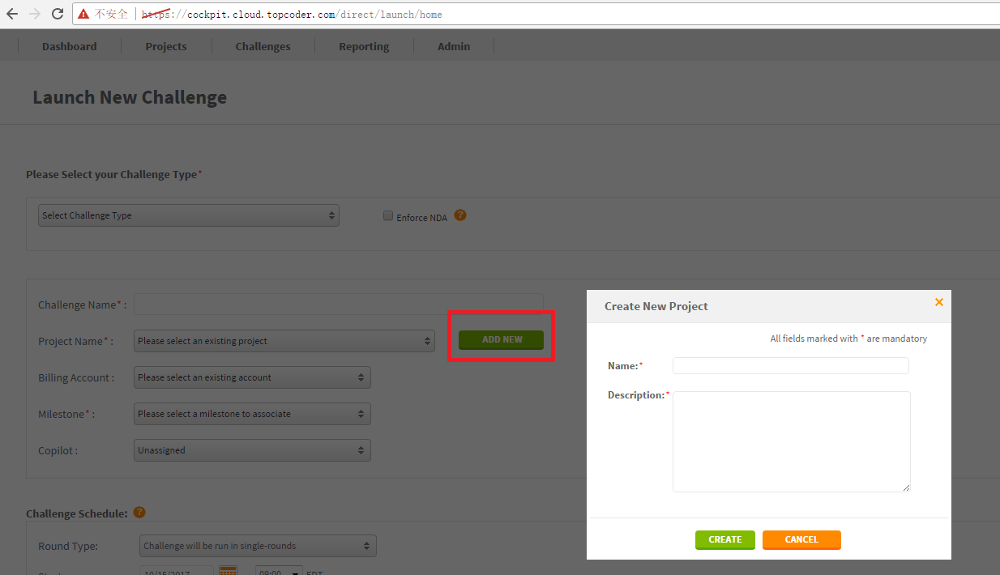 不安全 https://cockpit.cloud.topcoder.com/direct/launch/home
Dashboard Projects Challenges Reporting Admin
Launch New Challenge
Please Select your Challenge Type*
Select Challenge Type Enforce NDA ?
Challenge Name* :
Project Name* : Please select an existing project ADD NEW
Billing Account : Please select an existing account
Milestone* : Please select a milestone to associate
Copilot : Unassigned
Challenge Schedule: ?
Round Type: Challenge will be run in single-rounds
10/15/2017 09:00 EDT
Create New Project
All fields marked with * are mandatory
Name:*
Description:*
CREATE CANCEL